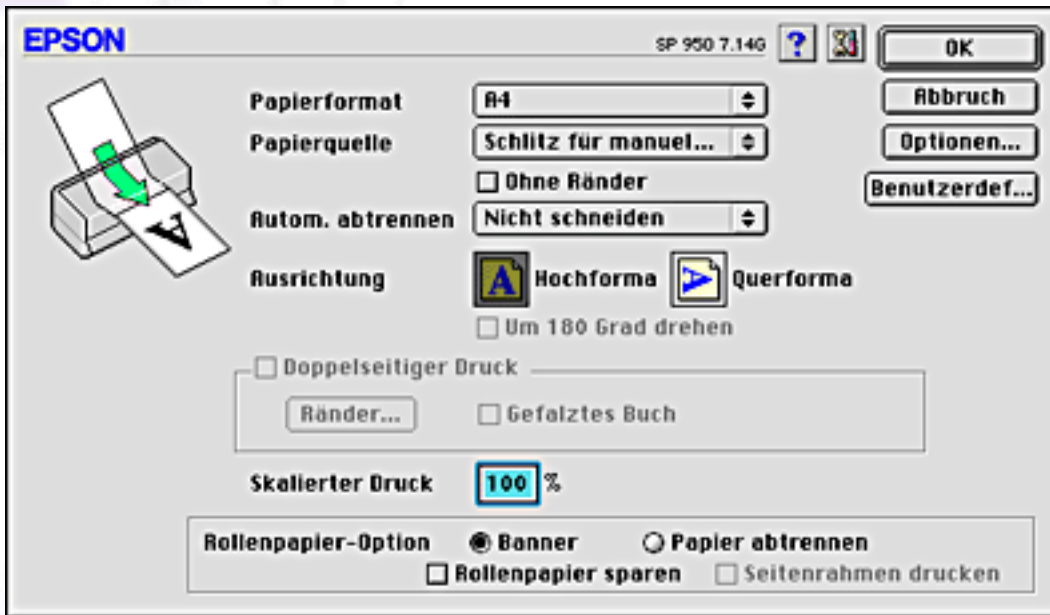 EPSON SP 950 7.14G ? OK
Papierformat A4 Abbruch
Papierquelle Schlitz für manuel... Optionen...
Ohne Ränder Benutzerdef...
Autom. abtrennen Nicht schneiden
Ausrichtung A Hochforma A Querforma
Um 180 Grad drehen
Doppelseitiger Druck
Ränder... Gefalztes Buch
Skalierter Druck 100 %
Rollenpapier-Option Banner Papier abtrennen
Rollenpapier sparen Seitenrahmen drucken
A